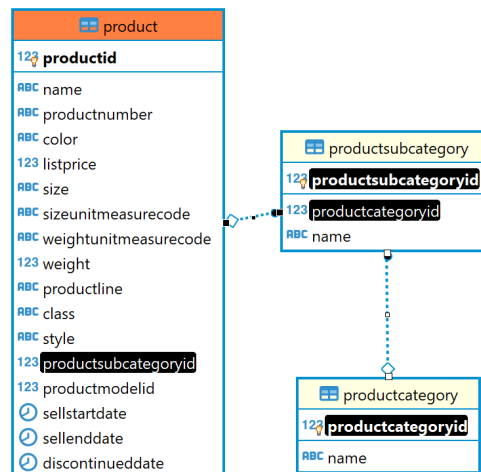 product
123 productid
ABC name
ABC productnumber
ABC color
123 listprice
ABC size
ABC sizeunitmeasurecode
ABC weightunitmeasurecode
123 weight
ABC productline
ABC class
ABC style
123 productsubcategoryid
123 productmodelid
sellstartdate
sellenddate
discontinueddate
productsubcategory
123 productsubcategoryid
123 productcategoryid
ABC name
productcategory
123 productcategoryid
ABC name